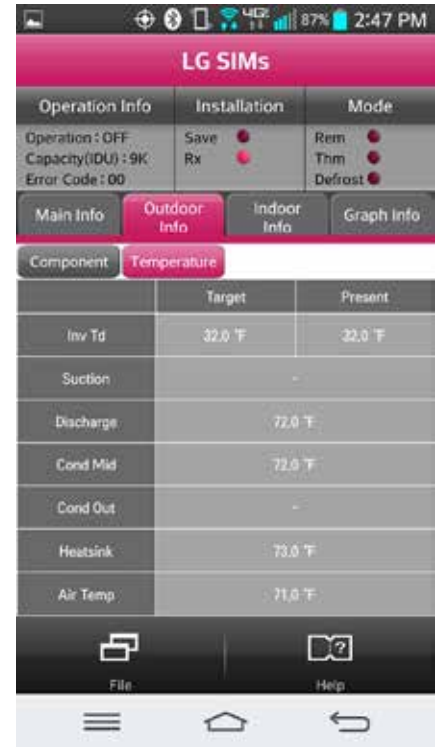 4G LTE 87% 2:47 PM
LG SIMs
Operation Info Installation Mode
Operation : OFF Save Rem
Capacity(IDU) : 9K Rx Thm
Error Code : 00 Defrost
Main Info Outdoor Info Indoor Info Graph Info
Component Temperature
Target Present
Inv Td 32.0 °F 32.0 °F
Suction -
Discharge 72.0 °F
Cond Mid 72.0 °F
Cond Out -
Heatsink 73.0 °F
Air Temp 71.0 °F
File Help